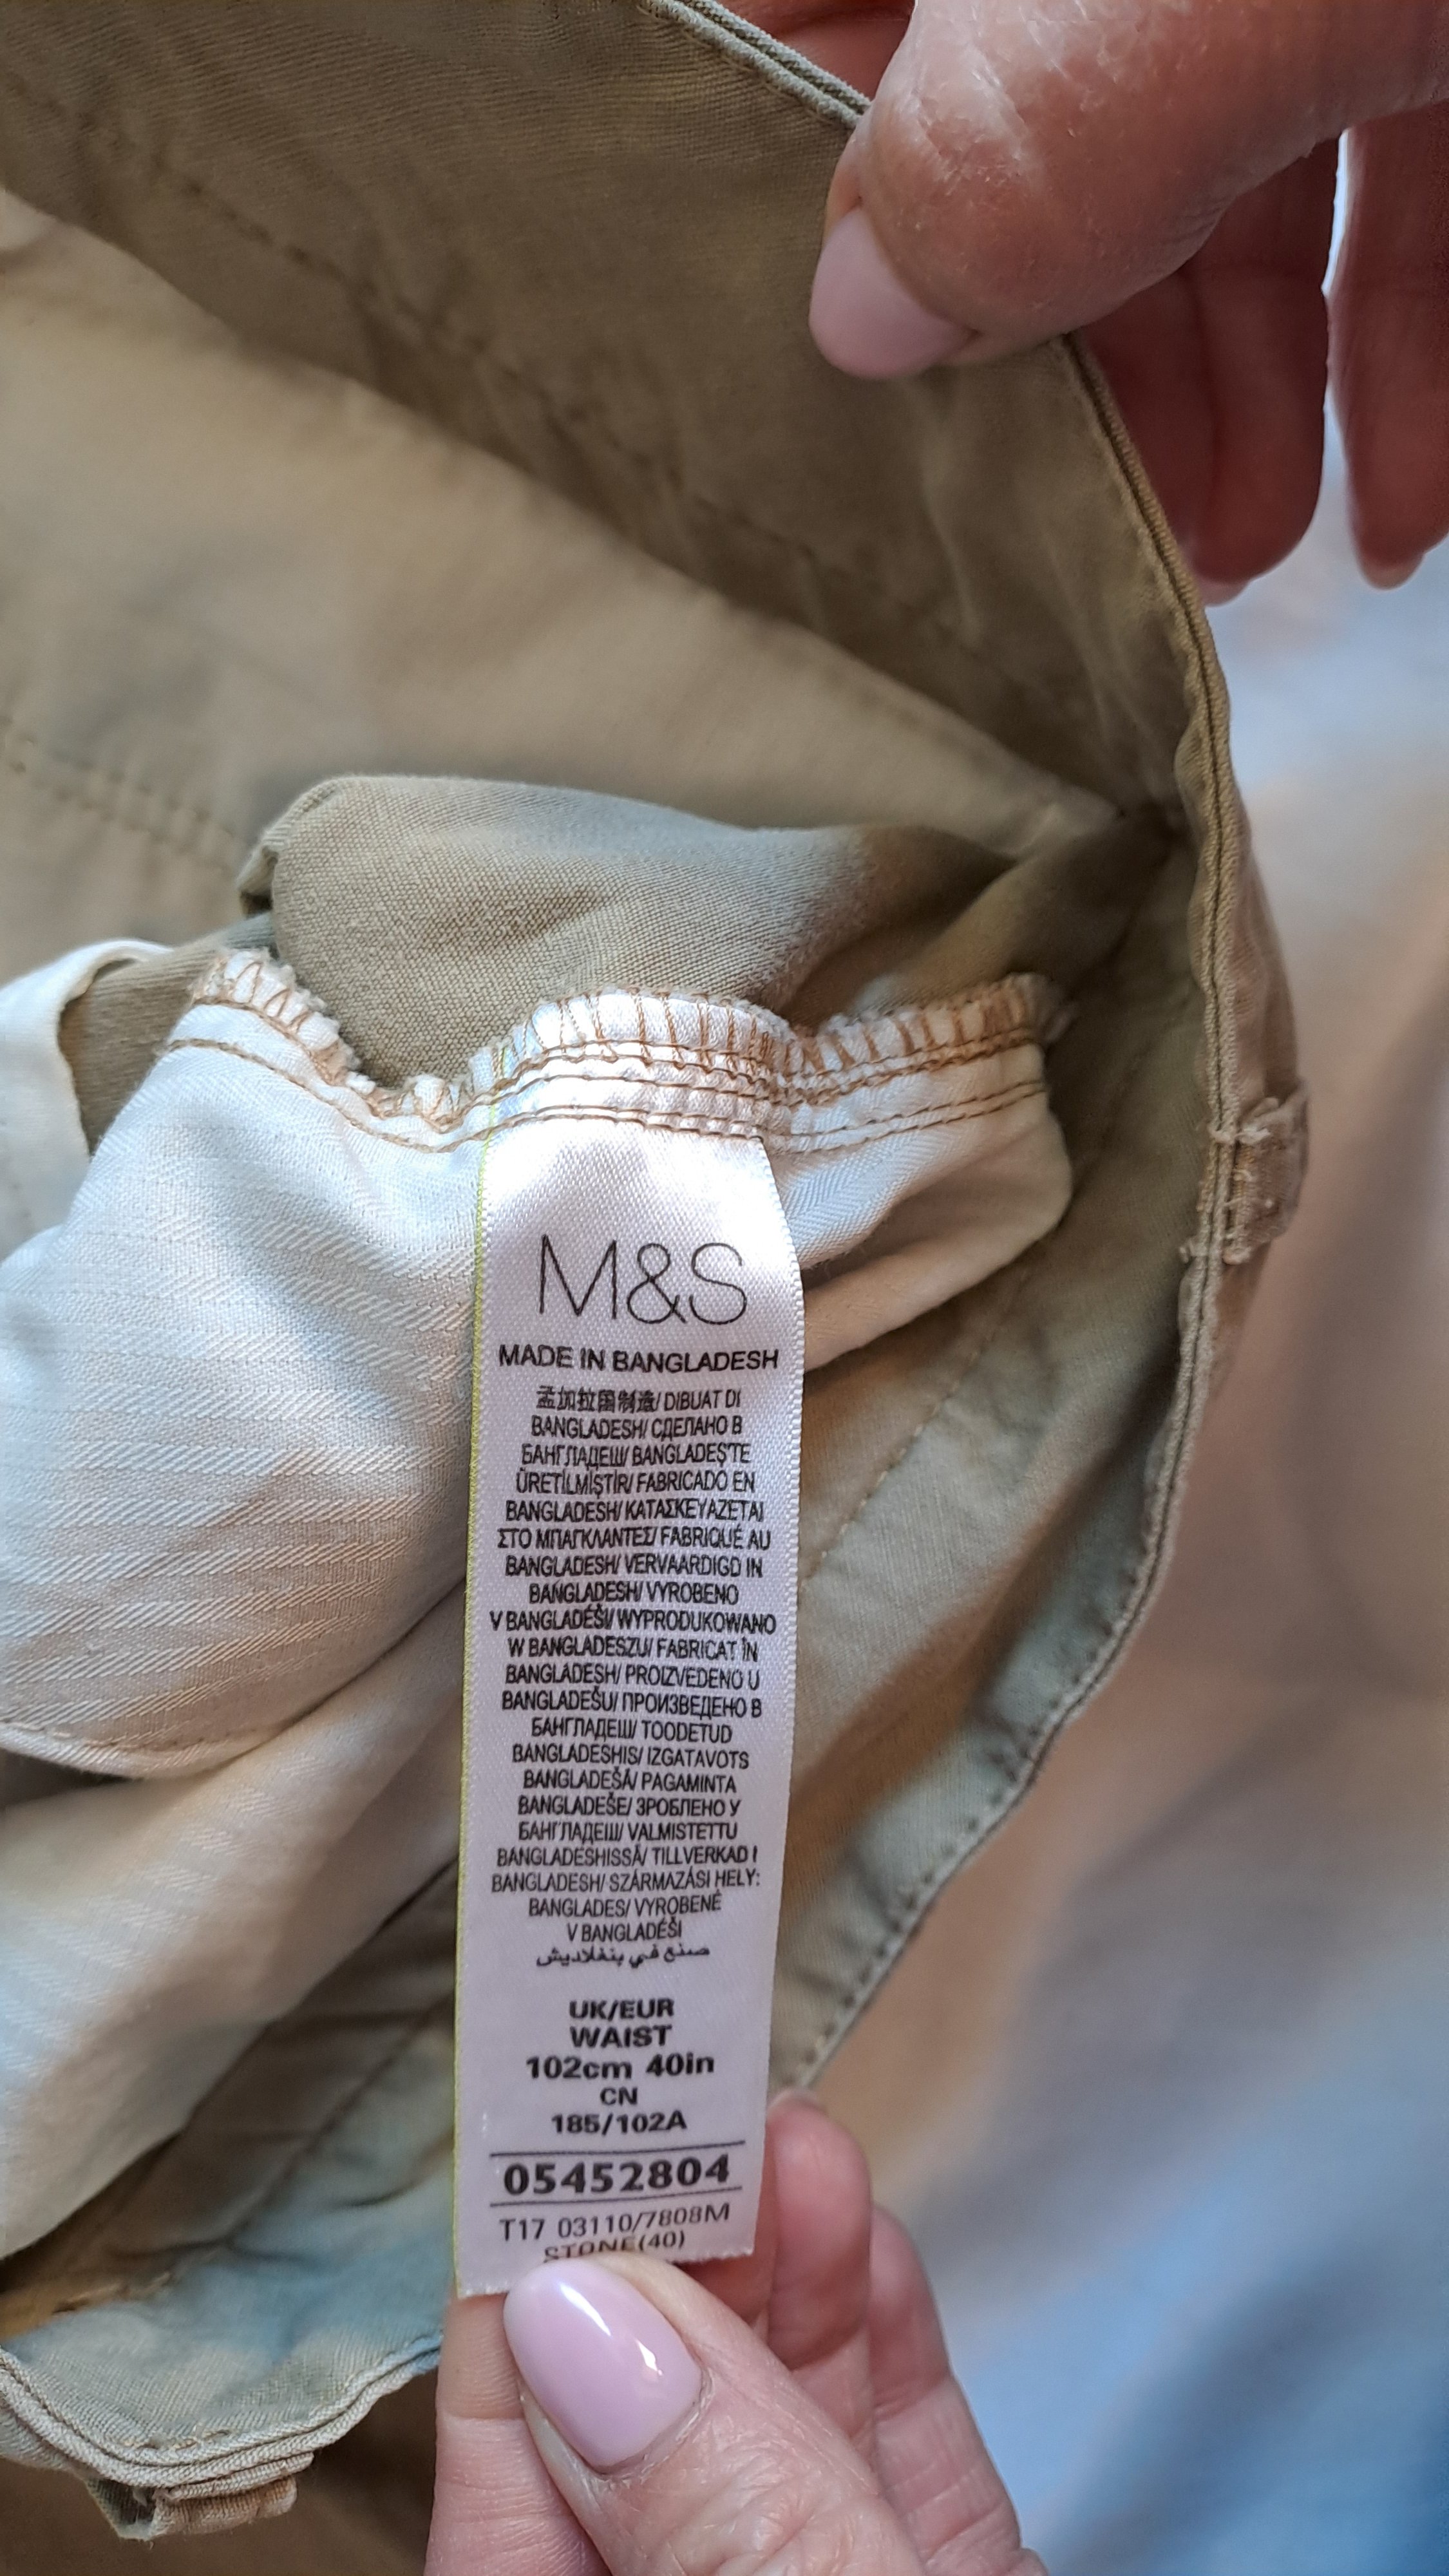 M&S
MADE IN BANGLADESH
孟加拉国制造/ DIBUAT DI
BANGLADESH/ СДЕЛАНО В
БАНГЛАДЕШ/ BANGLADEŞ'TE
ÜRETİLMİŞTİR/ FABRICADO EN
BANGLADESH/ ΚΑΤΑΣΚΕΥΑΖΕΤΑΙ
ΣΤΟ ΜΠΑΓΚΛΑΝΤΕΣ/ FABRIQUÉ AU
BANGLADESH/ VERVAARDIGD IN
BANGLADESH/ VYROBENO
V BANGLADÉŠI/ WYPRODUKOWANO
W BANGLADESZU/ FABRICAT ÎN
BANGLADESH/ PROIZVEDENO U
BANGLADEŠU/ ПРОИЗВЕДЕНО В
БАНГЛАДЕШ/ TOODETUD
BANGLADESHIS/ IZGATAVOTS
BANGLADEŠĀ/ PAGAMINTA
BANGLADEŠE/ ЗРОБЛЕНО У
БАНГЛАДЕШ/ VALMISTETTU
BANGLADESHISSA/ TILLVERKAD I
BANGLADESH/ SZÁRMAZÁSI HELY:
BANGLADES/ VYROBENÉ
V BANGLADÉŠI
صنع في بنغلاديش
UK/EUR
WAIST
102cm 40in
CN
185/102A
05452804
T17 03110/7808M
STONE(40)